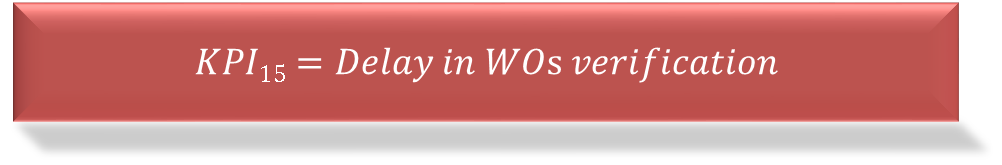 KPI₁₅ = Delay in WOs verification